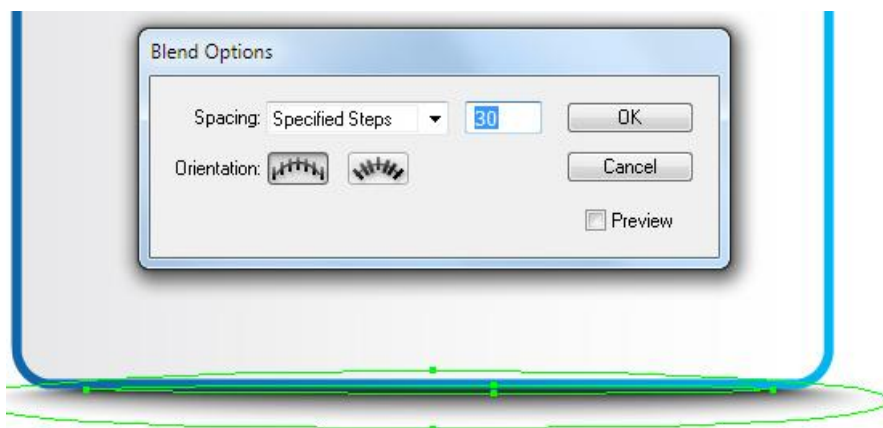 Blend Options
Spacing: Specified Steps 30 OK
Orientation: Cancel
Preview